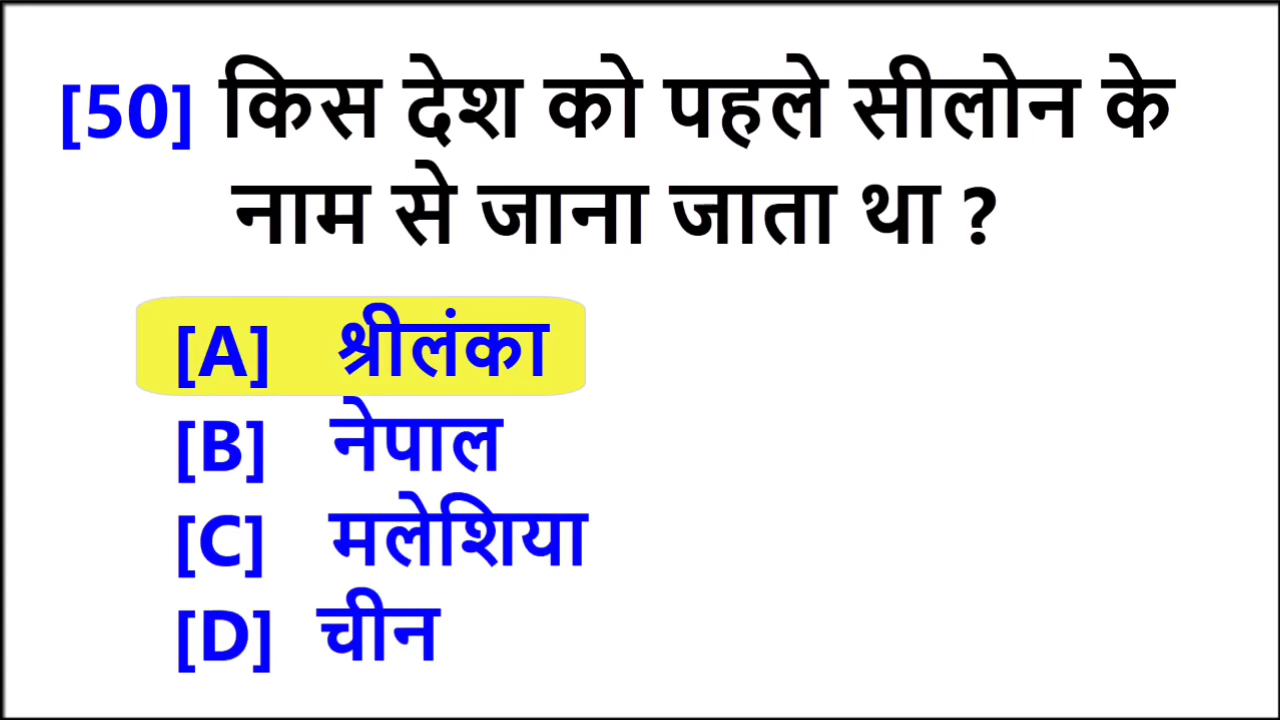 [50] किस देश को पहले सीलोन के
नाम से जाना जाता था ?
[A] श्रीलंका
[B] नेपाल
[C] मलेशिया
[D] चीन